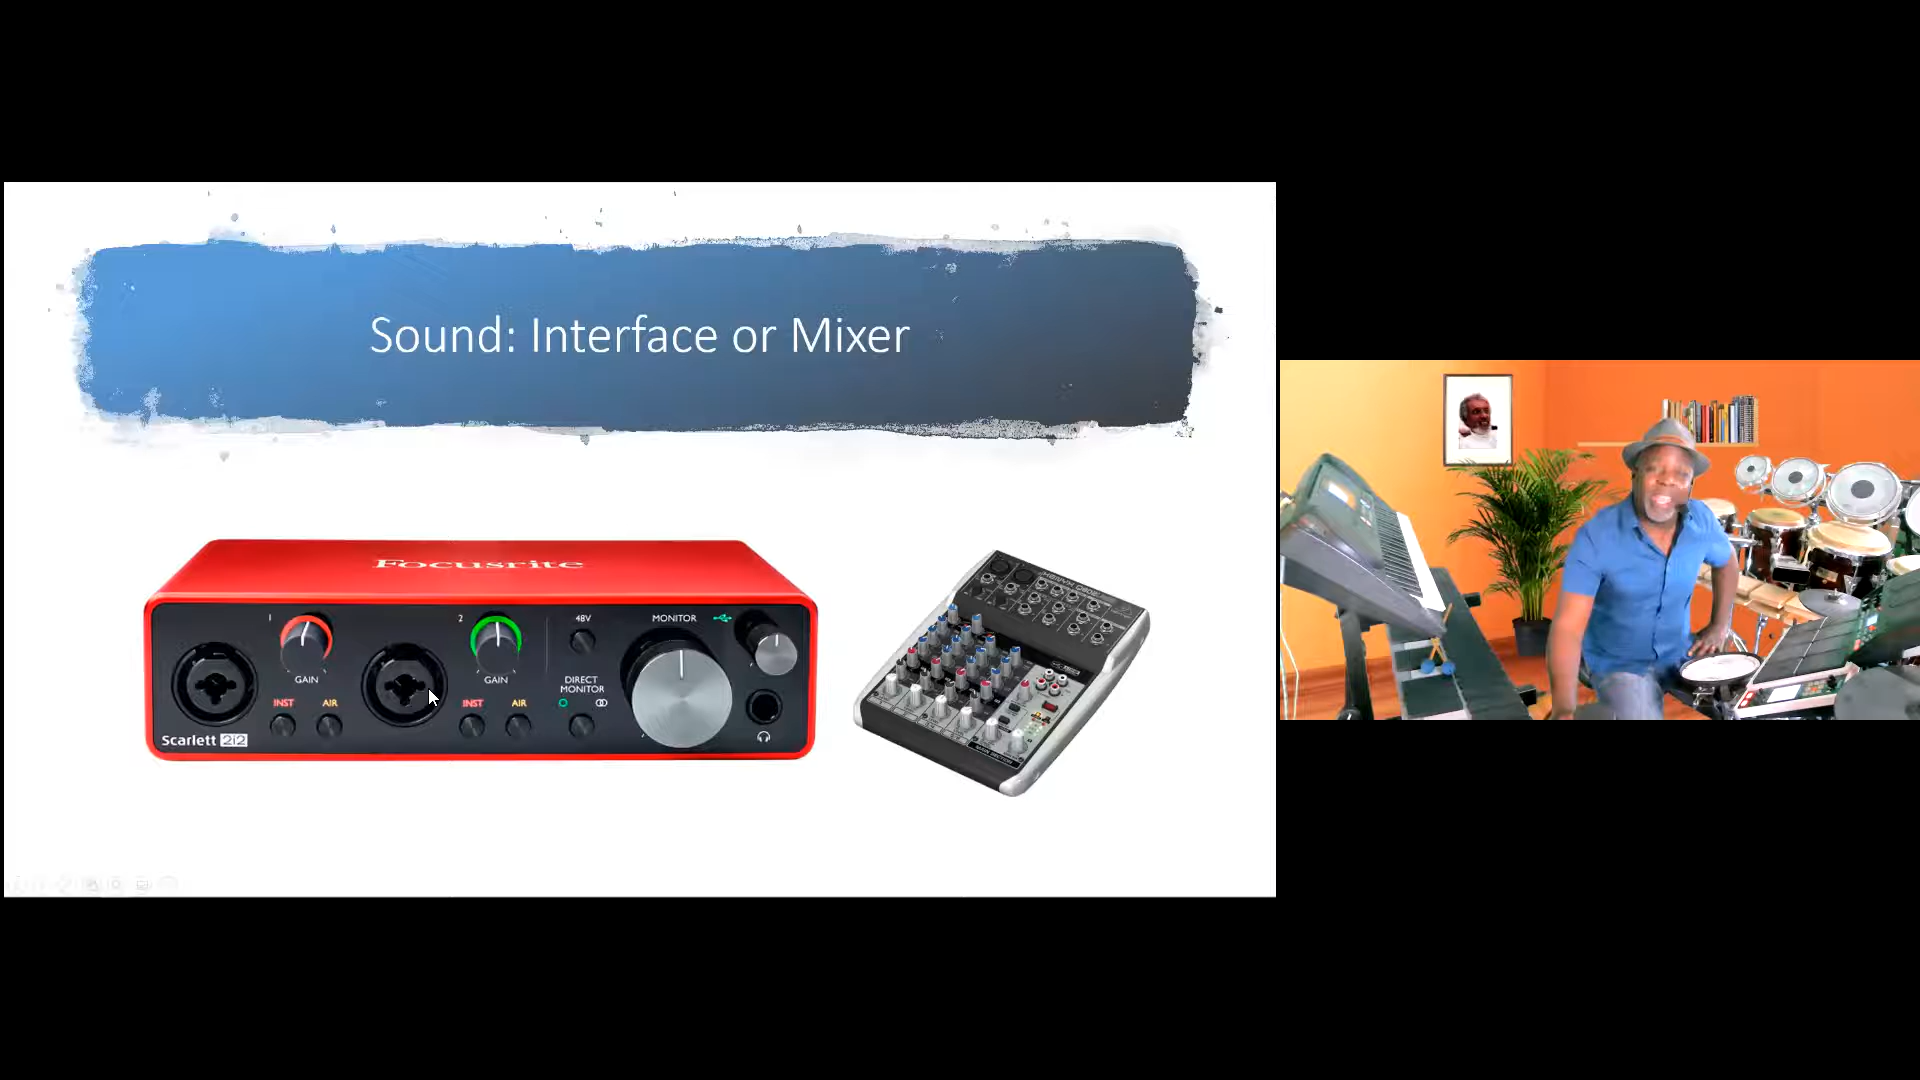 Sound: Interface or Mixer
Focusrite
1
2
48V
MONITOR
GAIN
GAIN
DIRECT
MONITOR
INST
AIR
INST
AIR
Scarlett 2i2